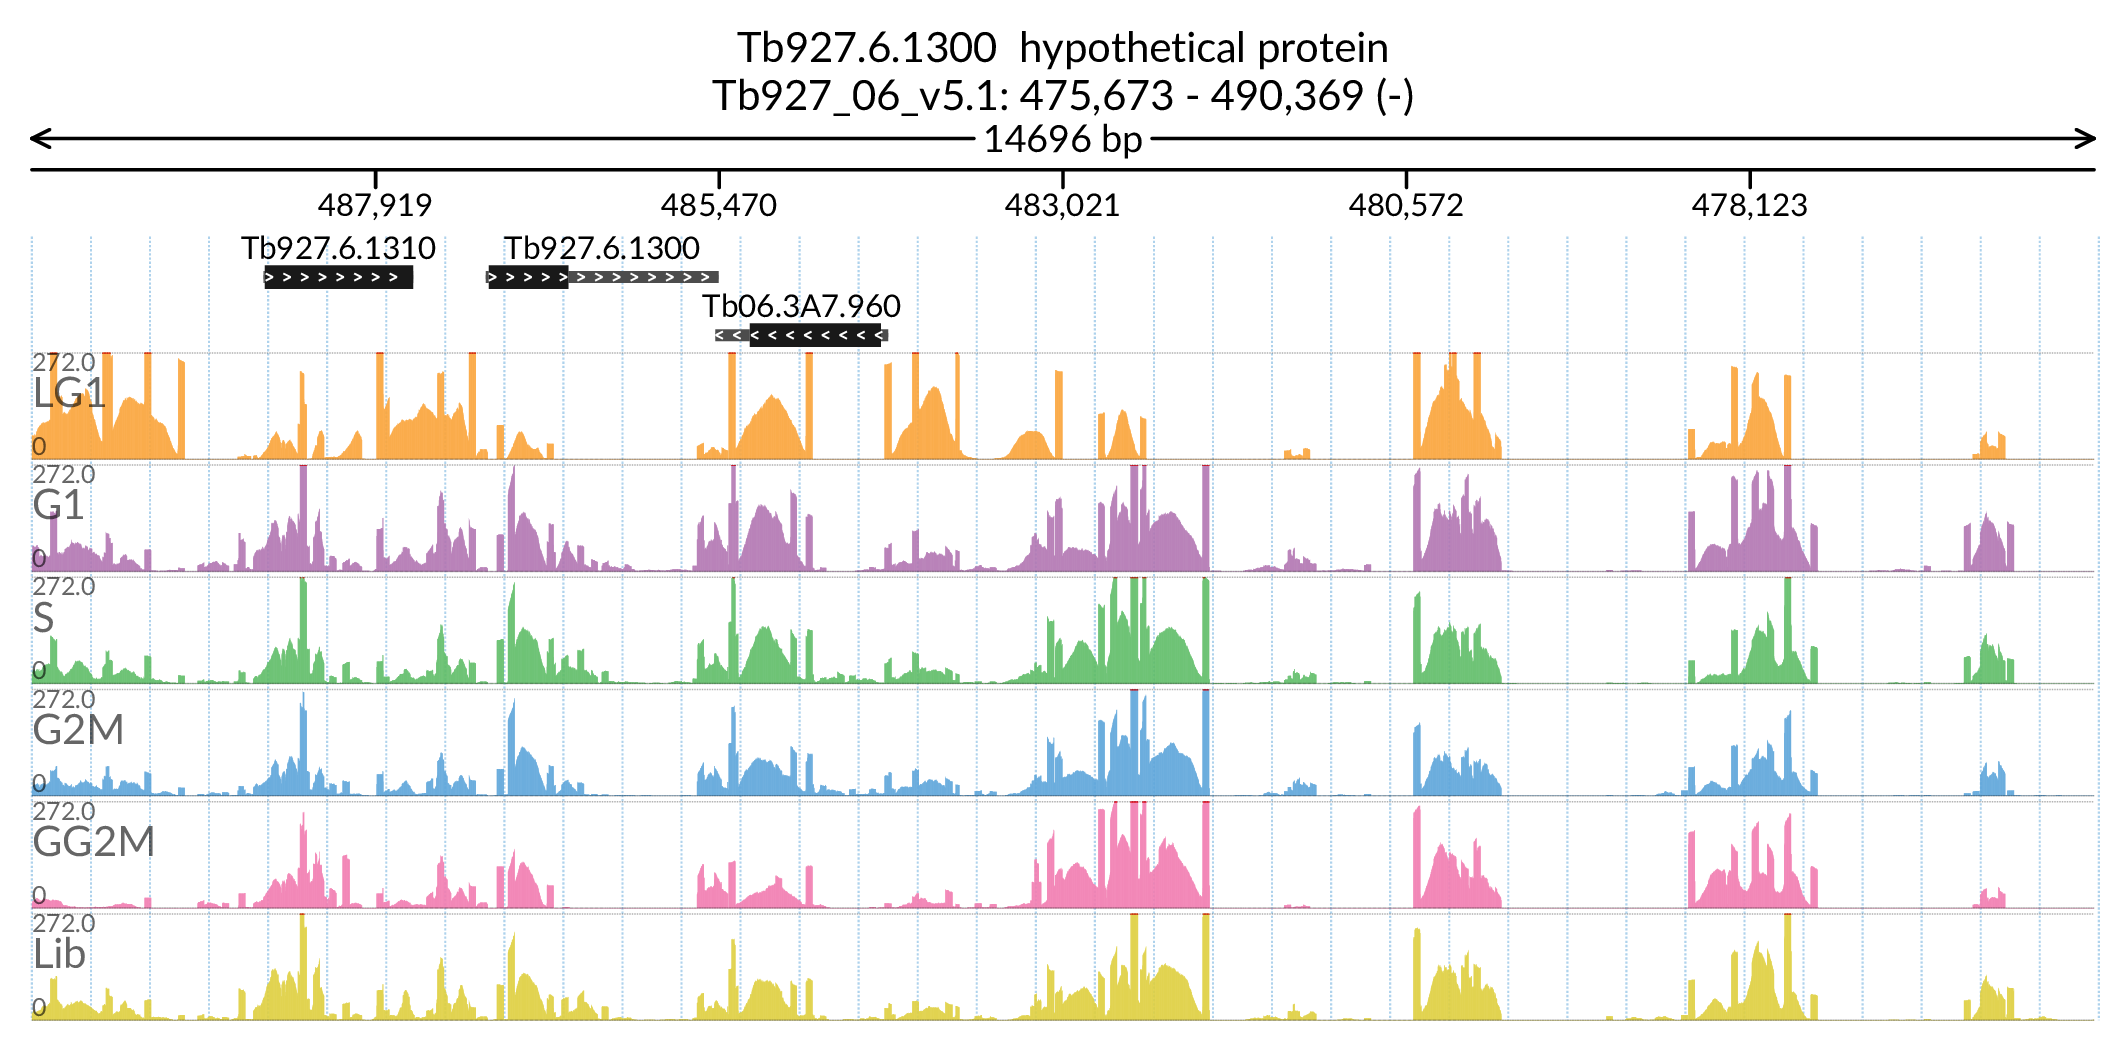 Tb927.6.1300  hypothetical protein
Tb927_06_v5.1: 475,673 - 490,369 (-)
14696 bp
487,919 485,470 483,021 480,572 478,123
Tb927.6.1310 Tb927.6.1300
Tb06.3A7.960
272.0
LG1
0
272.0
G1
0
272.0
S
0
272.0
G2M
0
272.0
GG2M
0
272.0
Lib
0